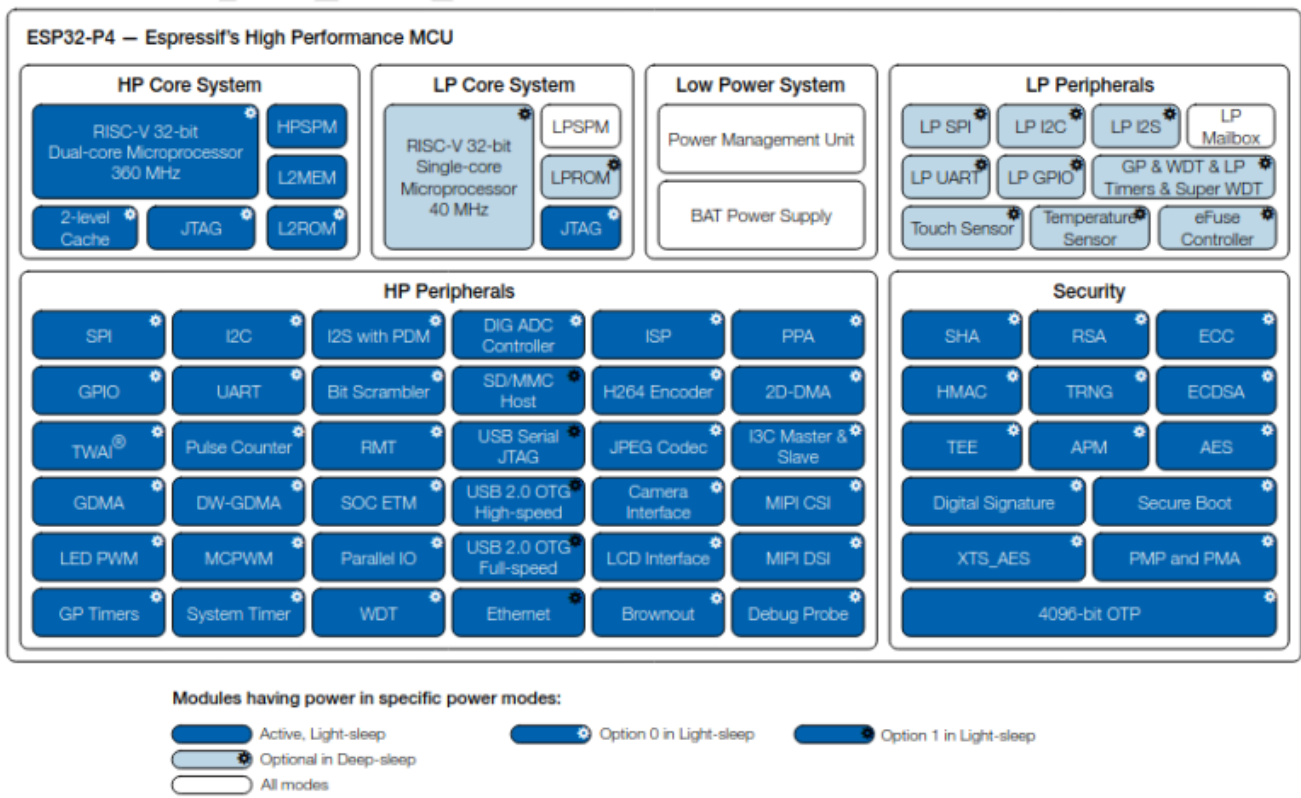 ESP32-P4 — Espressif's High Performance MCU
HP Core System
RISC-V 32-bit
Dual-core Microprocessor
360 MHz
HPSPM
L2MEM
2-level
Cache
JTAG
L2ROM
LP Core System
RISC-V 32-bit
Single-core
Microprocessor
40 MHz
LPSPM
LPROM
JTAG
Low Power System
Power Management Unit
BAT Power Supply
LP Peripherals
LP SPI
LP I2C
LP I2S
LP
Mailbox
LP UART
LP GPIO
GP & WDT & LP
Timers & Super WDT
Touch Sensor
Temperature
Sensor
eFuse
Controller
HP Peripherals
SPI
I2C
I2S with PDM
DIG ADC
Controller
ISP
PPA
GPIO
UART
Bit Scrambler
SD/MMC
Host
H264 Encoder
2D-DMA
TWAI®
Pulse Counter
RMT
USB Serial
JTAG
JPEG Codec
I3C Master &
Slave
GDMA
DW-GDMA
SOC ETM
USB 2.0 OTG
High-speed
Camera
Interface
MIPI CSI
LED PWM
MCPWM
Parallel IO
USB 2.0 OTG
Full-speed
LCD Interface
MIPI DSI
GP Timers
System Timer
WDT
Ethernet
Brownout
Debug Probe
Security
SHA
RSA
ECC
HMAC
TRNG
ECDSA
TEE
APM
AES
Digital Signature
Secure Boot
XTS_AES
PMP and PMA
4096-bit OTP
Modules having power in specific power modes:
Active, Light-sleep
Option 0 in Light-sleep
Option 1 in Light-sleep
Optional in Deep-sleep
All modes